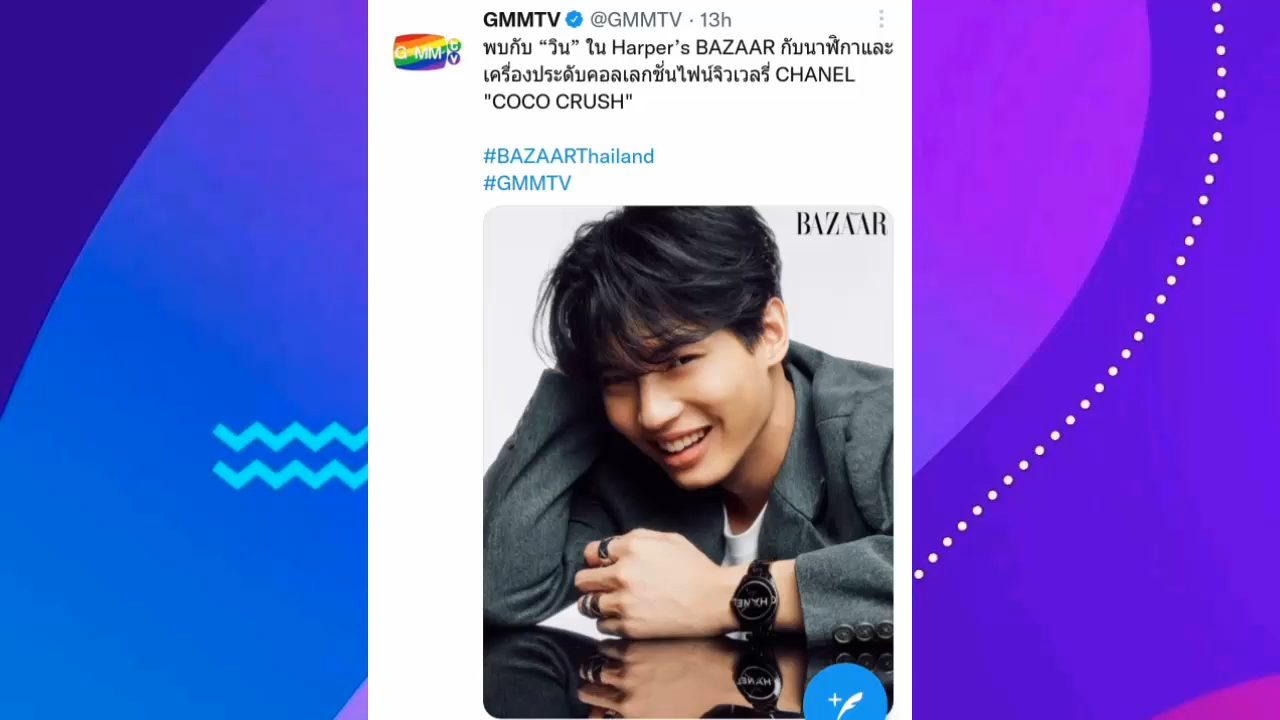 GMMTV @GMMTV · 13h
GMMTV
พบกับ “วิน” ใน Harper’s BAZAAR กับนาฬิกาและ
เครื่องประดับคอลเลกชั่นไฟน์จิวเวลรี่ CHANEL
"COCO CRUSH"
#BAZAARThailand
#GMMTV
BAZAAR
CHANEL